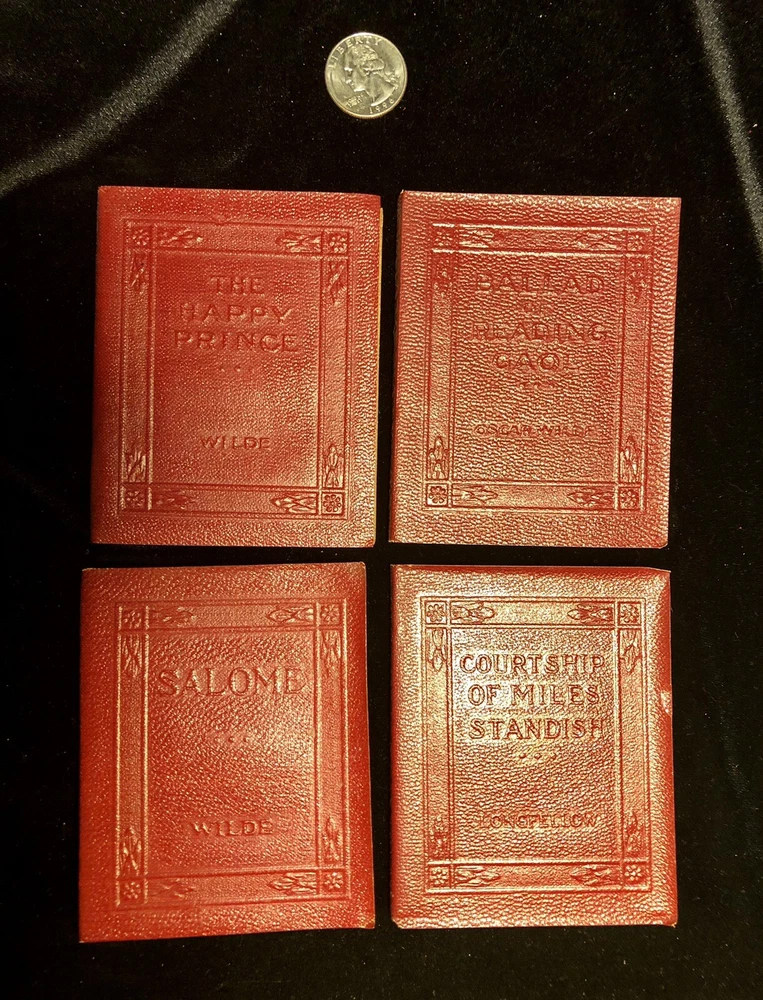 LIBERTY
THE
HAPPY
PRINCE
WILDE
BALLAD
OF
READING
GAOL
OSCAR WILDE
SALOME
WILDE
COURTSHIP
OF MILES
STANDISH
LONGFELLOW